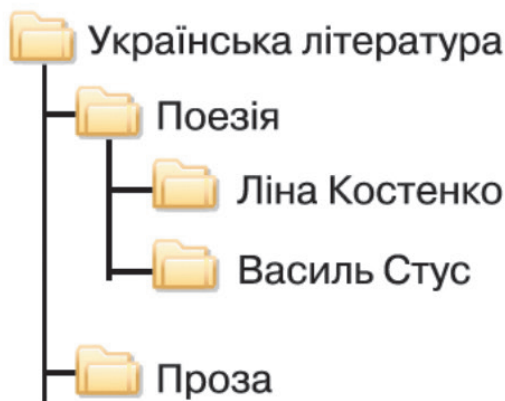 Українська література
Поезія
Ліна Костенко
Василь Стус
Проза